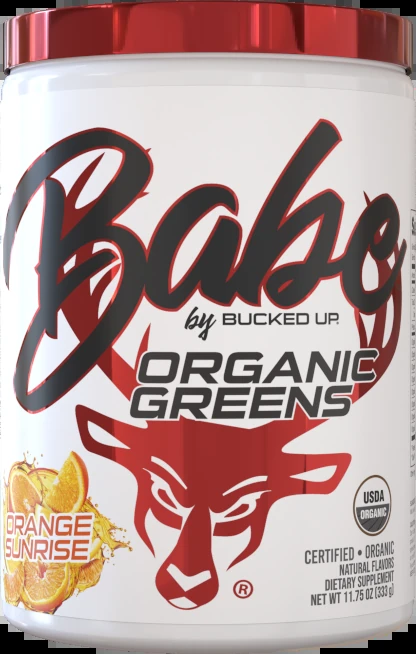 Babe
by BUCKED UP.
ORGANIC
GREENS
ORANGE
SUNRISE
USDA
ORGANIC
CERTIFIED • ORGANIC
NATURAL FLAVORS
DIETARY SUPPLEMENT
NET WT 11.75 OZ (333 g)
®